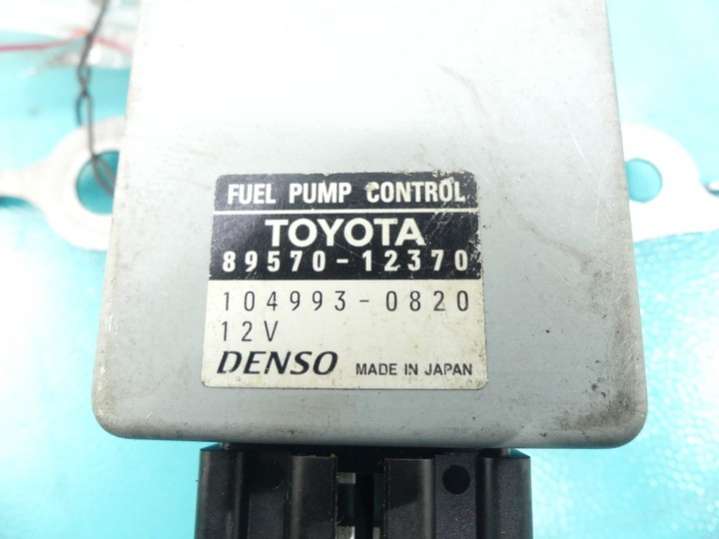 FUEL PUMP CONTROL
TOYOTA
89570-12370
104993-0820
12V
DENSO MADE IN JAPAN